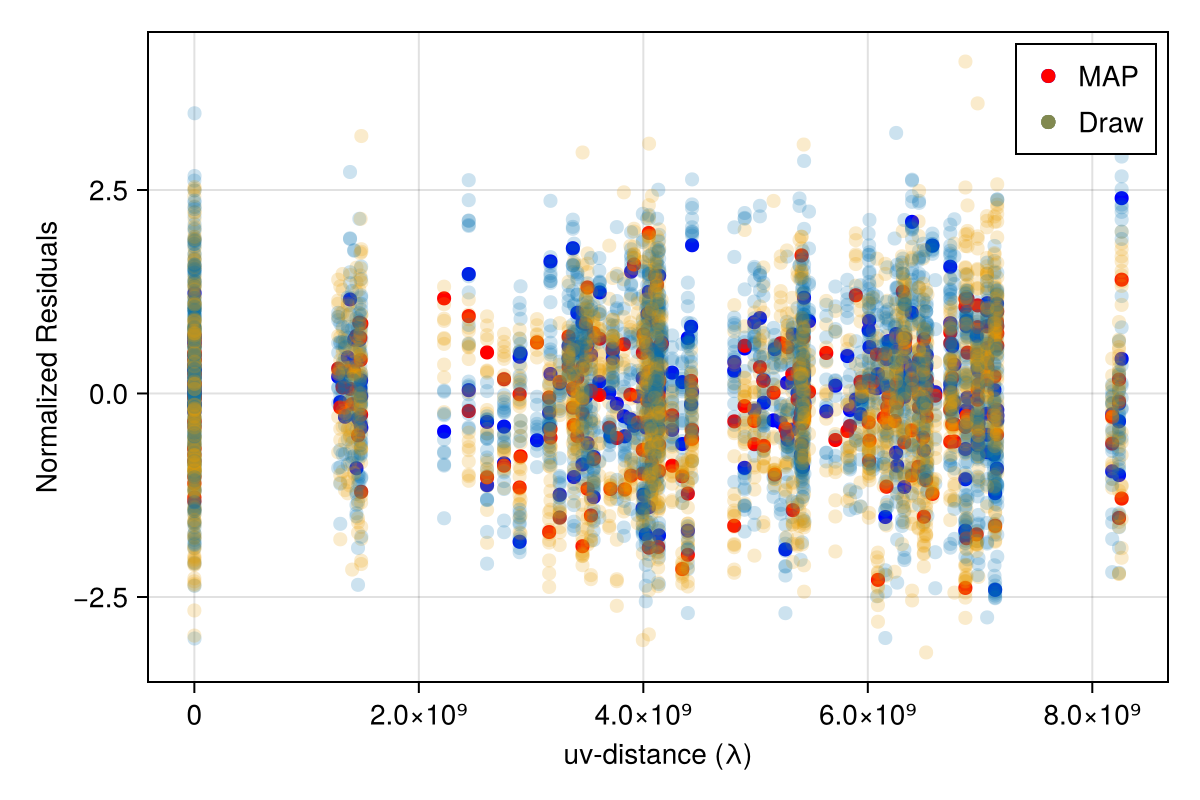 MAP
Draw
2.5
0.0
−2.5
Normalized Residuals
0
2.0×10⁹
4.0×10⁹
6.0×10⁹
8.0×10⁹
uv-distance (λ)